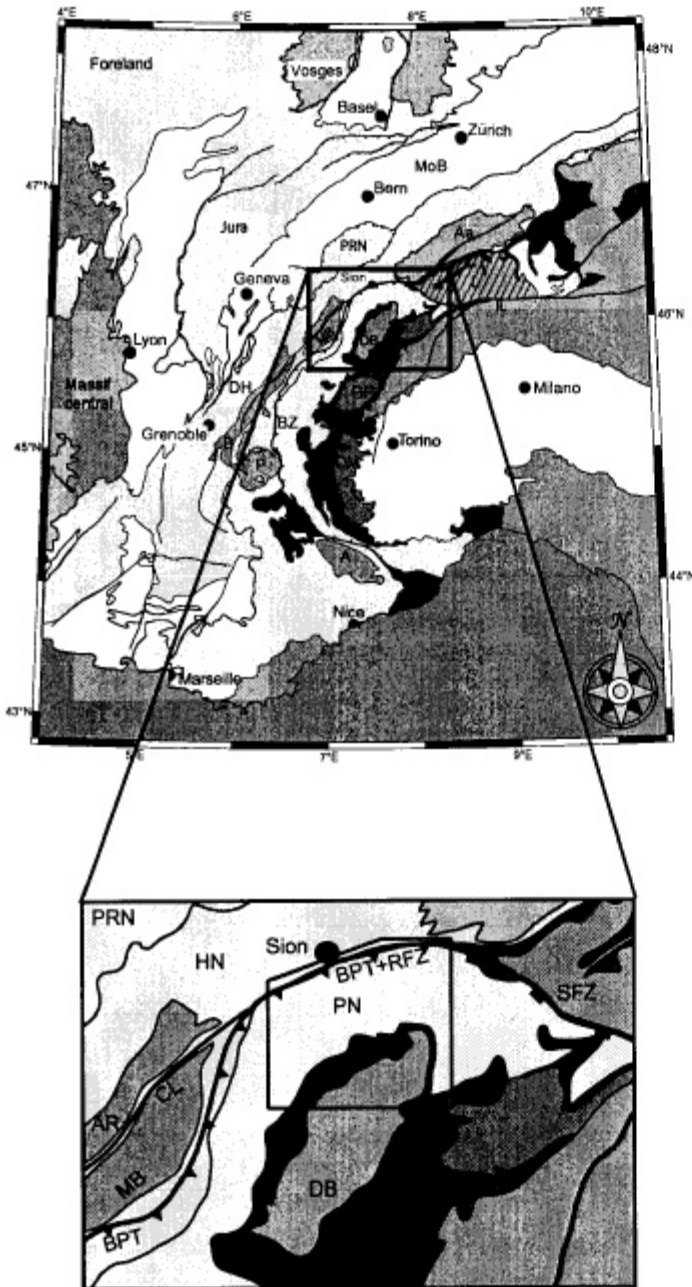 4°E
6°E
8°E
10°E
Foreland
Vosges
48°N
Basel
Zürich
MoB
47°N
Bern
Jura
PRN
Aa
Sion
Geneva
IL
46°N
Lyon
DB
Massif
central
DH
Milano
BZ
Grenoble
45°N
Torino
P
A
44°N
Nice
N
Marseille
43°N
5°E
7°E
9°E
PRN
Sion
HN
BPT+RFZ
SFZ
PN
CL
AR
MB
DB
BPT